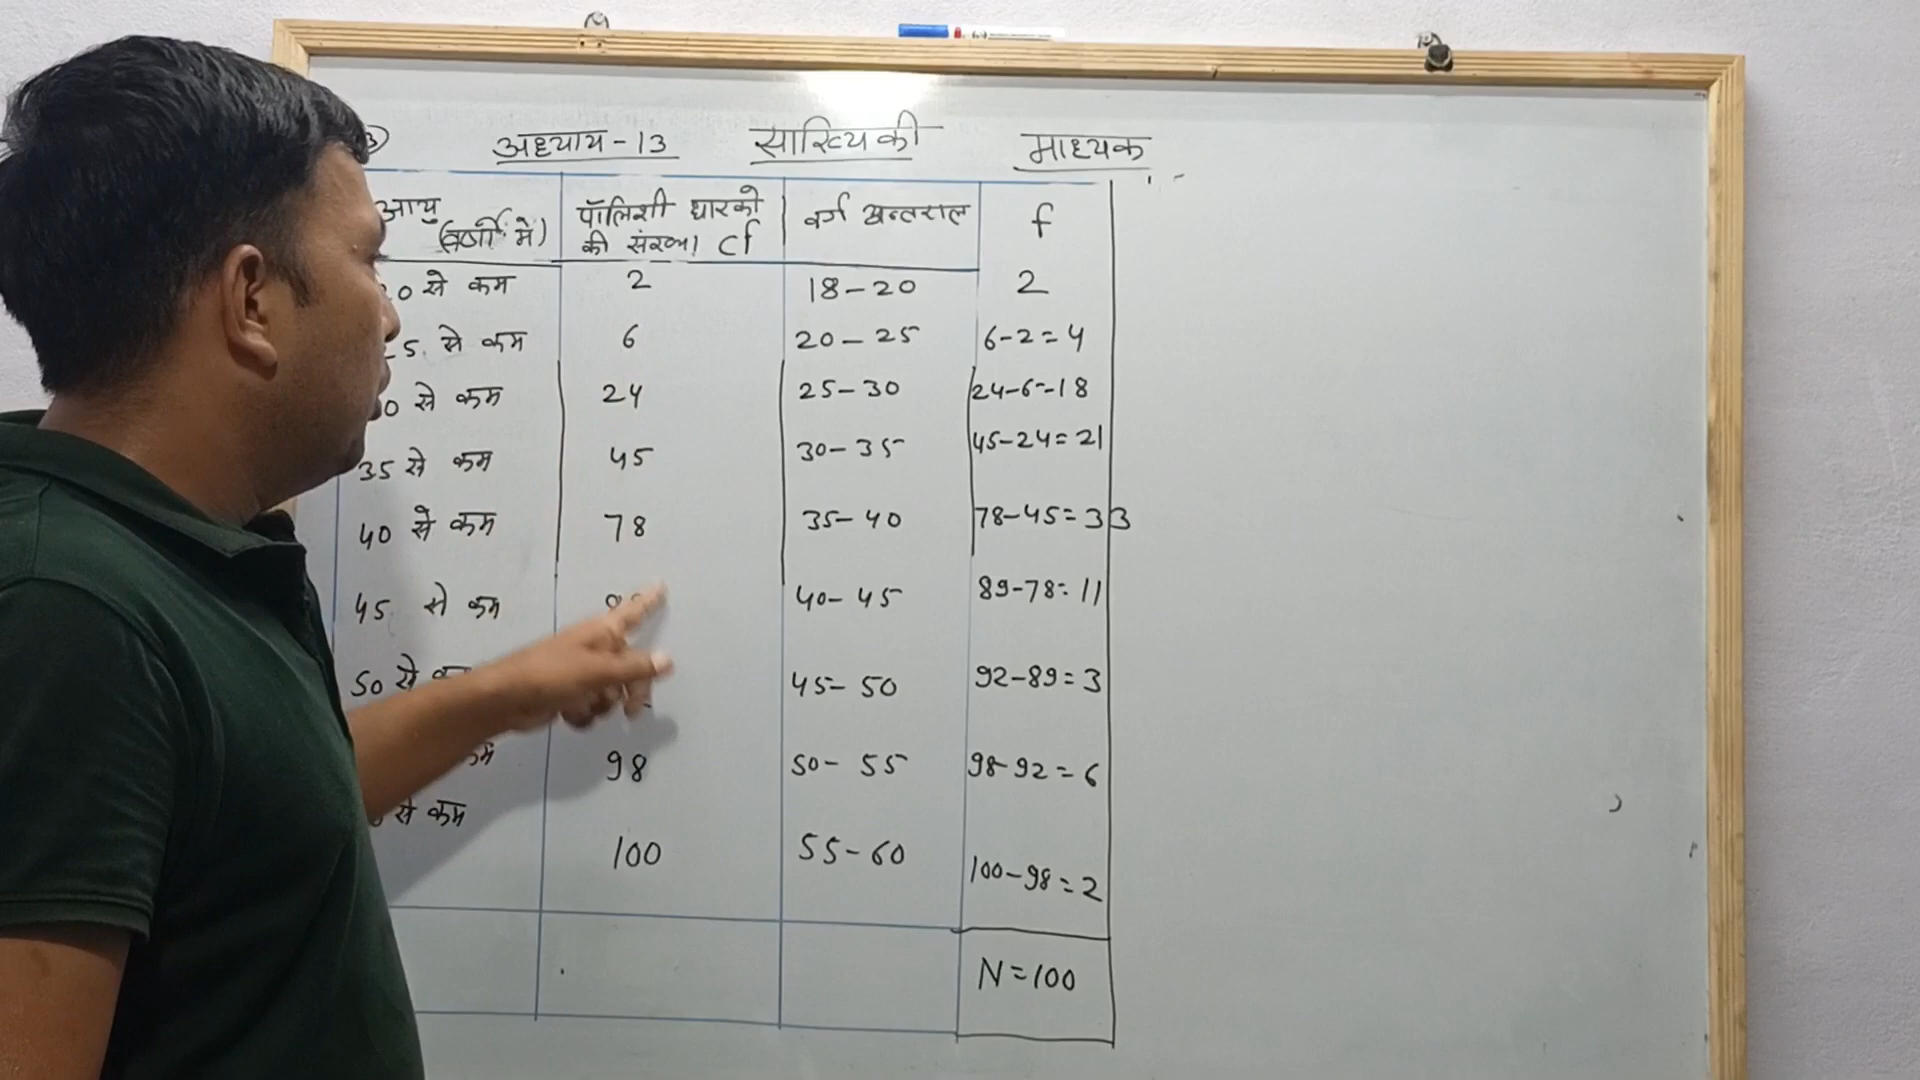 अध्याय-13 साख्यिकी माध्यक
आयु (वर्षो में) पॉलिशी धारको की संख्या cf वर्ग अन्तराल f
से कम 2 18-20 2
5 से कम 6 20-25 6-2=4
से कम 24 25-30 24-6=18
35 से कम 45 30-35 45-24=21
40 से कम 78 35-40 78-45=33
45 से कम 40-45 89-78=11
50 से 45-50 92-89=3
कम 98 50-55 98-92=6
से कम 100 55-60 100-98=2
N=100